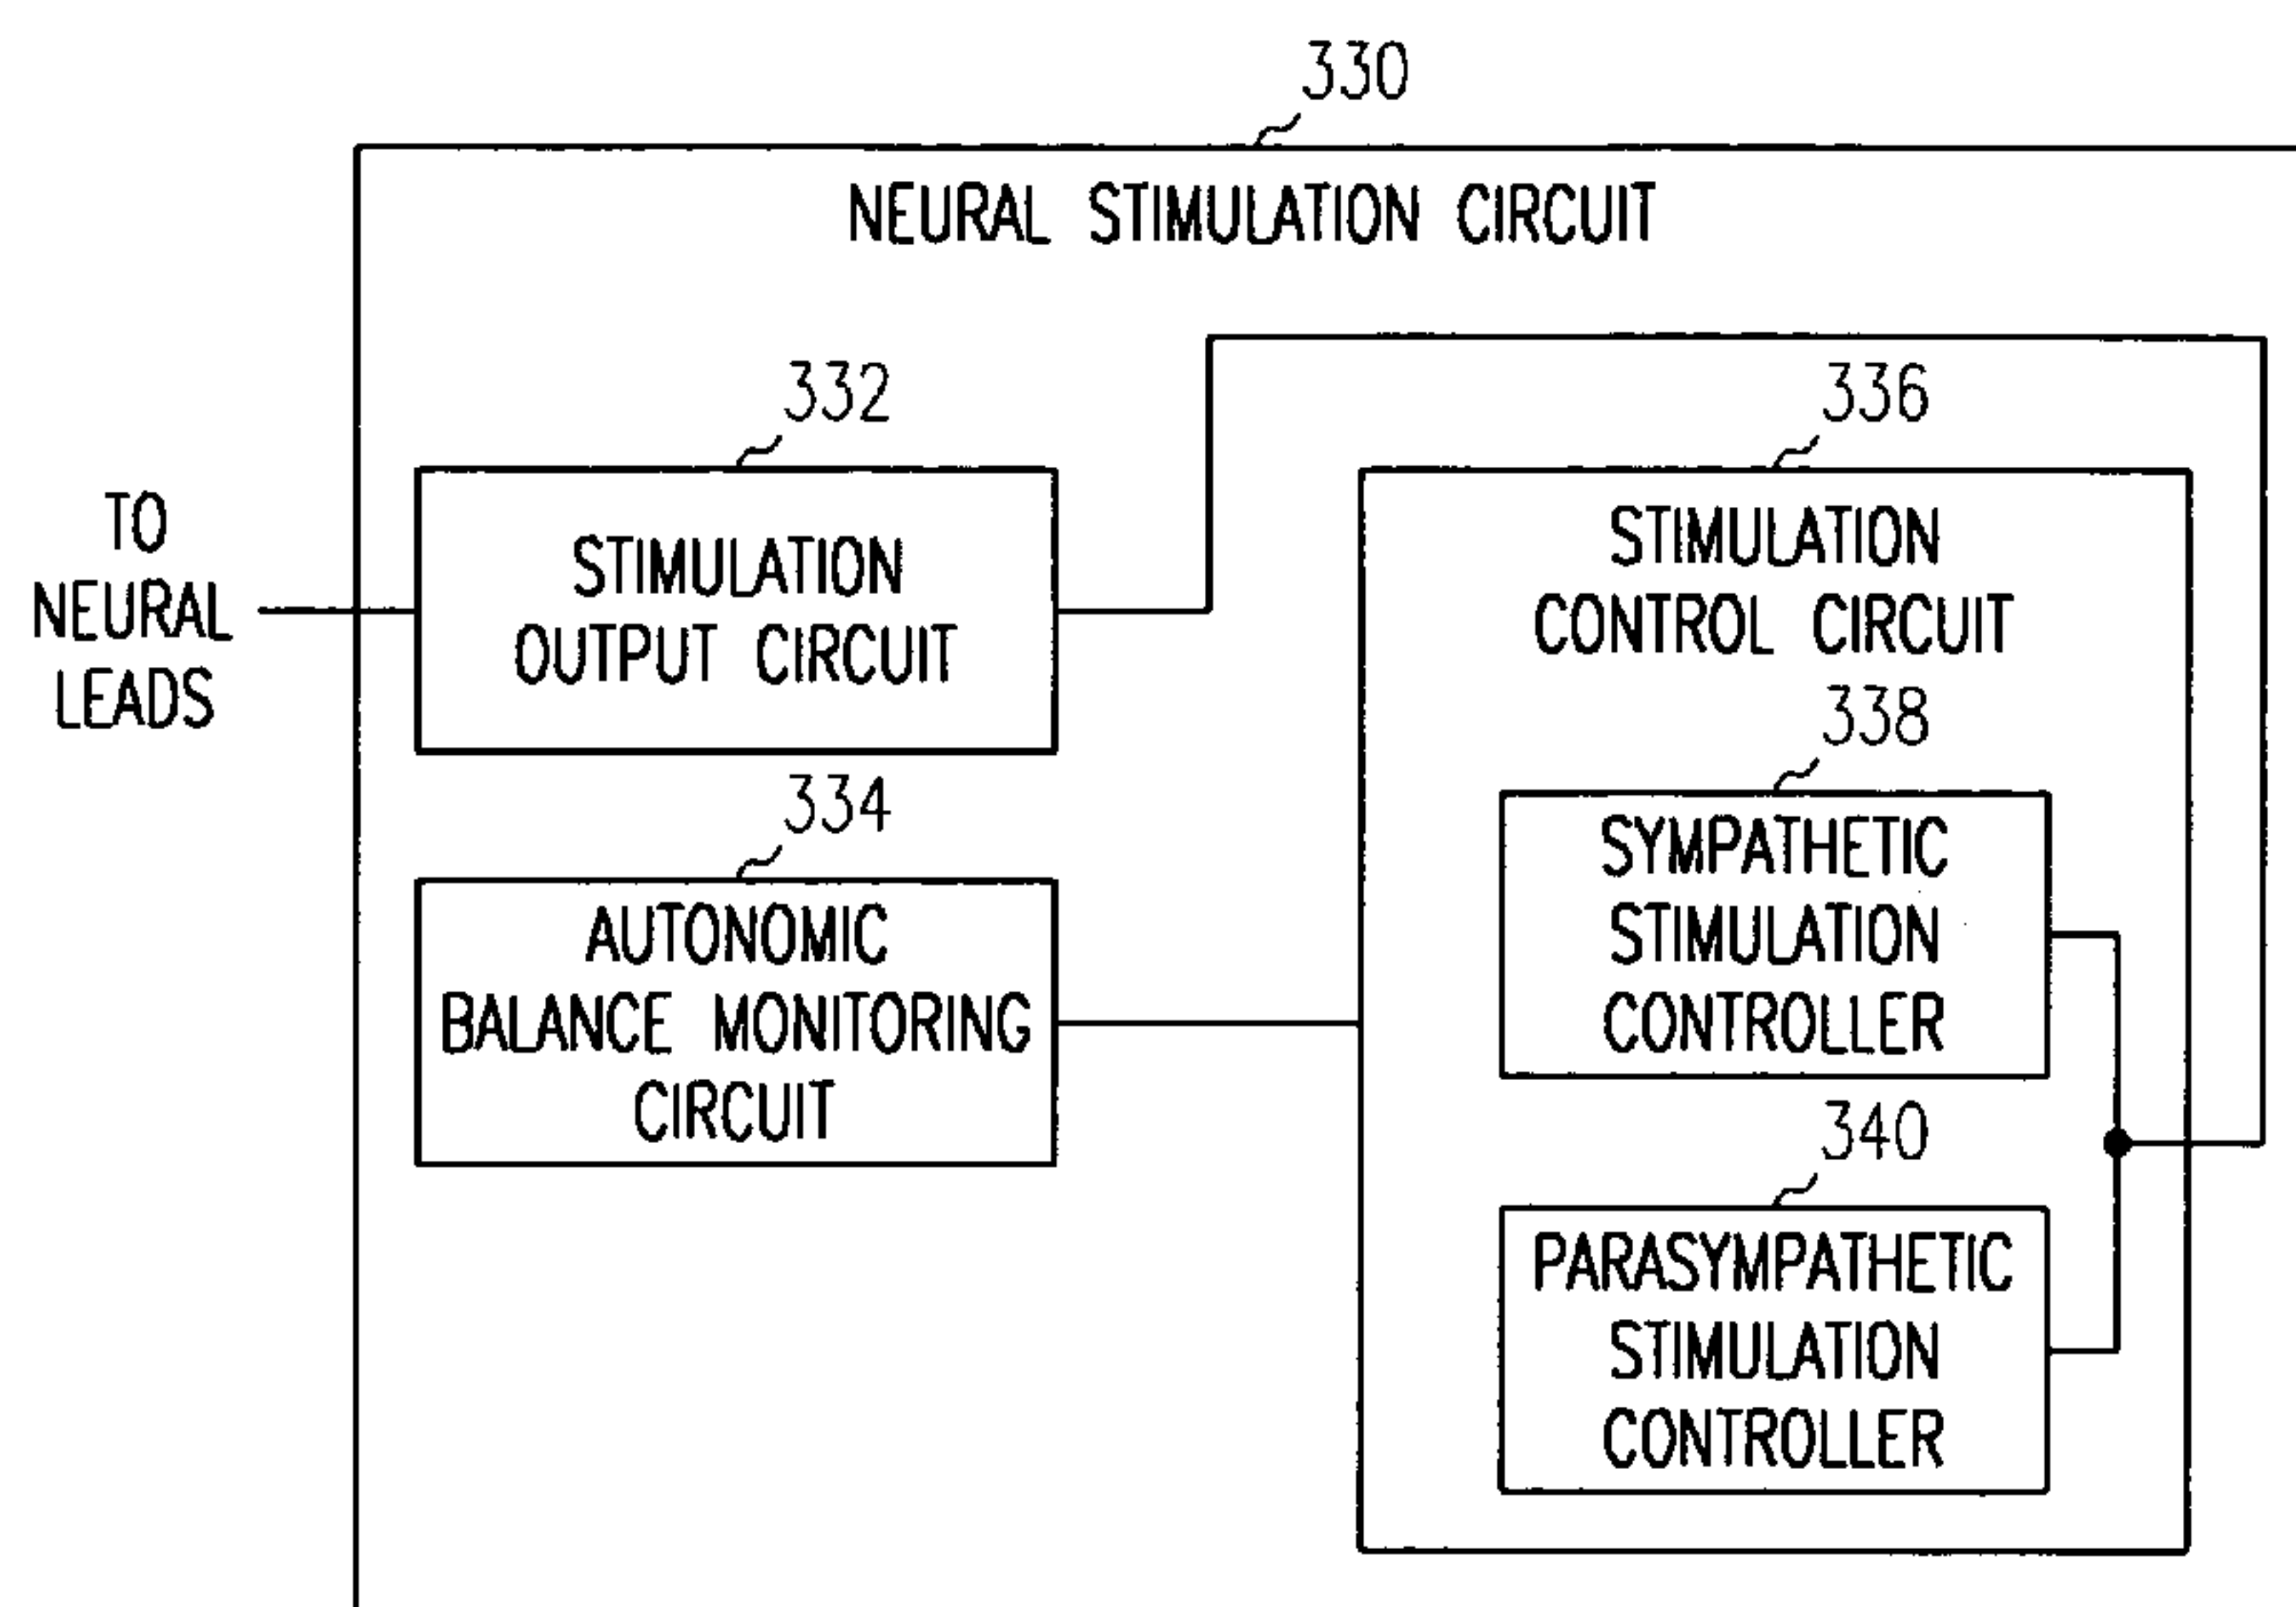 330
NEURAL STIMULATION CIRCUIT
332
STIMULATION
OUTPUT CIRCUIT
TO
NEURAL
LEADS
334
AUTONOMIC
BALANCE MONITORING
CIRCUIT
336
STIMULATION
CONTROL CIRCUIT
338
SYMPATHETIC
STIMULATION
CONTROLLER
340
PARASYMPATHETIC
STIMULATION
CONTROLLER